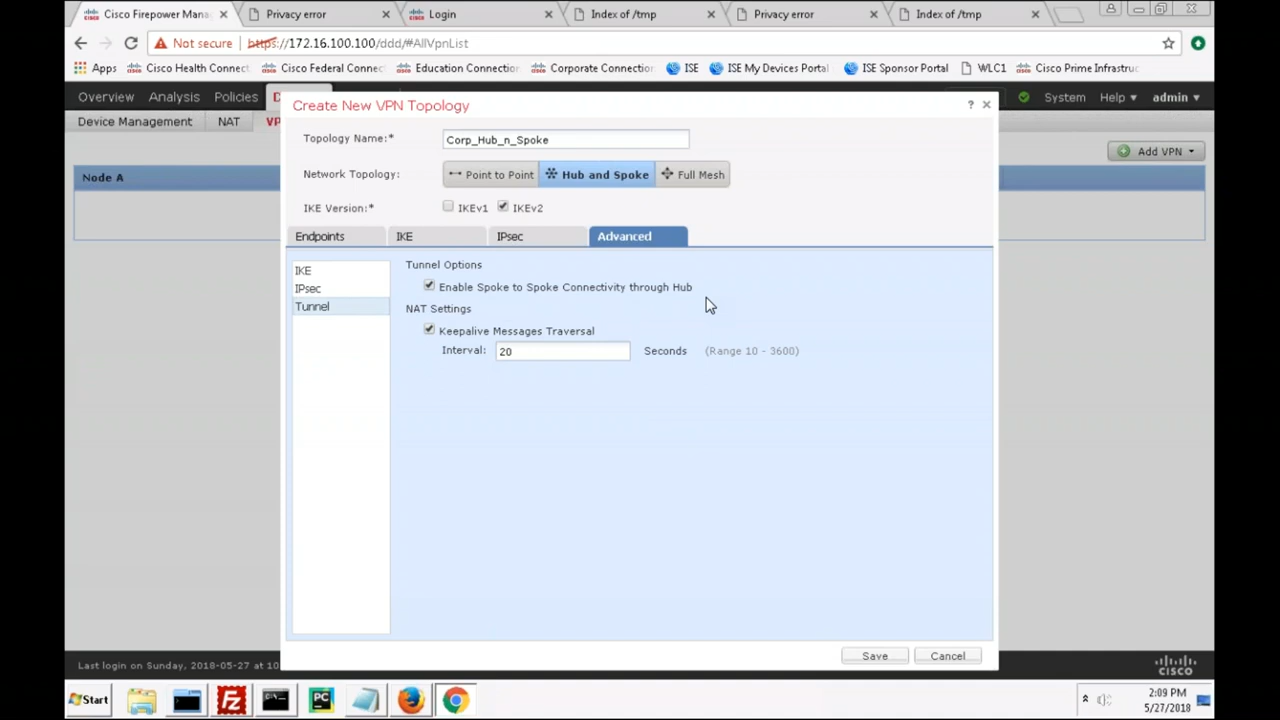 Cisco Firepower Mana
Privacy error
Login
Index of /tmp
Privacy error
Index of /tmp
Not secure | https://172.16.100.100/ddd/#AllVpnList
Apps
Cisco Health Connect
Cisco Federal Connec
Education Connection
Corporate Connection
ISE
ISE My Devices Portal
ISE Sponsor Portal
WLC1
Cisco Prime Infrastruc
Overview Analysis Policies D
System Help admin
Device Management NAT VP
Create New VPN Topology
?
Add VPN
Node A
Topology Name:* Corp_Hub_n_Spoke
Network Topology: Point to Point Hub and Spoke Full Mesh
IKE Version:* IKEv1 IKEv2
Endpoints IKE IPsec Advanced
IKE
IPsec
Tunnel
Tunnel Options
Enable Spoke to Spoke Connectivity through Hub
NAT Settings
Keepalive Messages Traversal
Interval: 20 Seconds (Range 10 - 3600)
Save Cancel
Last login on Sunday, 2018-05-27 at 10
cisco
Start
Fz
PC
2:09 PM
5/27/2018